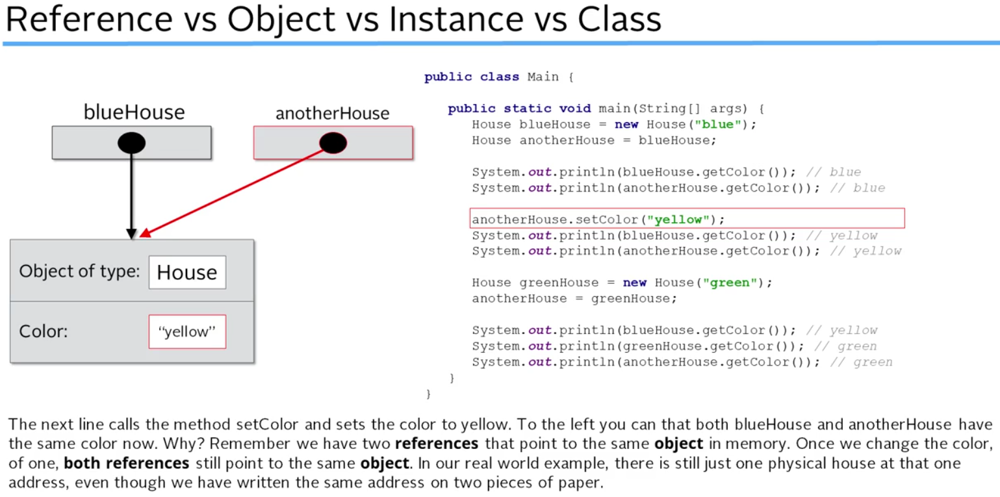 Reference vs Object vs Instance vs Class
blueHouse
anotherHouse
Object of type: House
Color: “yellow”
public class Main {
public static void main(String[] args) {
House blueHouse = new House("blue");
House anotherHouse = blueHouse;
System.out.println(blueHouse.getColor()); // blue
System.out.println(anotherHouse.getColor()); // blue
anotherHouse.setColor("yellow");
System.out.println(blueHouse.getColor()); // yellow
System.out.println(anotherHouse.getColor()); // yellow
House greenHouse = new House("green");
anotherHouse = greenHouse;
System.out.println(blueHouse.getColor()); // yellow
System.out.println(greenHouse.getColor()); // green
System.out.println(anotherHouse.getColor()); // green
}
}
The next line calls the method setColor and sets the color to yellow. To the left you can that both blueHouse and anotherHouse have
the same color now. Why? Remember we have two references that point to the same object in memory. Once we change the color,
of one, both references still point to the same object. In our real world example, there is still just one physical house at that one
address, even though we have written the same address on two pieces of paper.